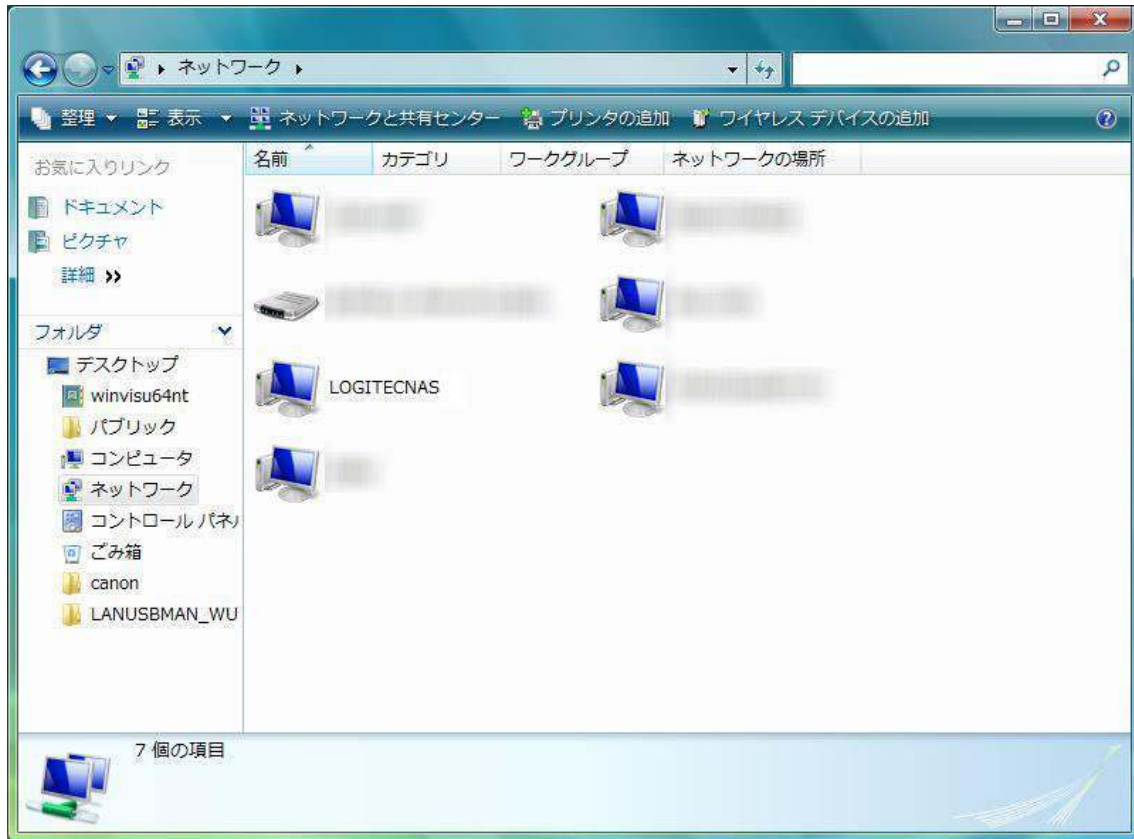 ネットワーク
整理 表示 ネットワークと共有センター プリンタの追加 ワイヤレス デバイスの追加
お気に入りリンク
ドキュメント
ピクチャ
詳細 >>
フォルダ
デスクトップ
winvisu64nt
パブリック
コンピュータ
ネットワーク
コントロール パネ
ごみ箱
canon
LANUSBMAN_WU
名前 カテゴリ ワークグループ ネットワークの場所
LOGITECNAS
7 個の項目